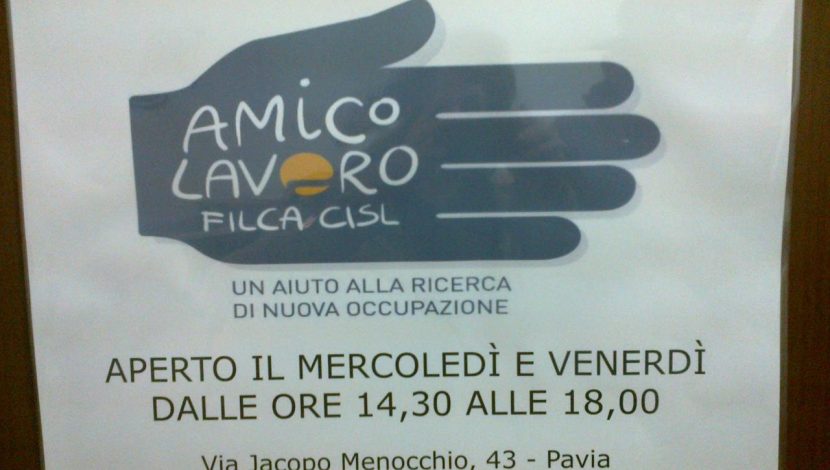 AMiCO
LAVORO
FILCA CISL
UN AIUTO ALLA RICERCA
DI NUOVA OCCUPAZIONE
APERTO IL MERCOLEDÌ E VENERDÌ
DALLE ORE 14,30 ALLE 18,00
Via Jacopo Menocchio, 43 - Pavia